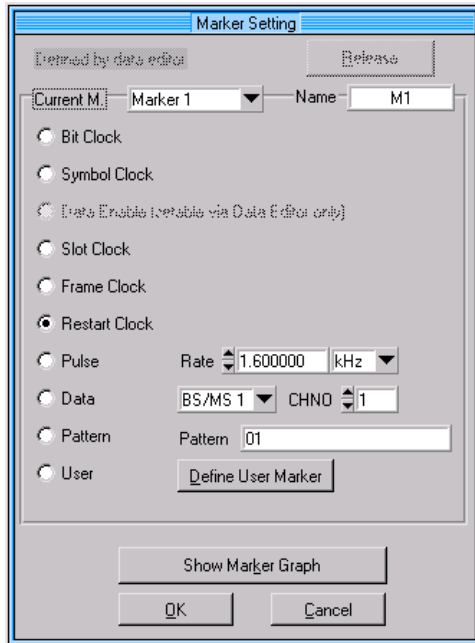 Marker Setting
Defined by data editor
Release
Current M. Marker 1 Name M1
Bit Clock
Symbol Clock
Data Enable (setable via Data Editor only)
Slot Clock
Frame Clock
Restart Clock
Pulse Rate 1.600000 kHz
Data BS/MS 1 CHNO 1
Pattern Pattern 01
User Define User Marker
Show Marker Graph
OK Cancel